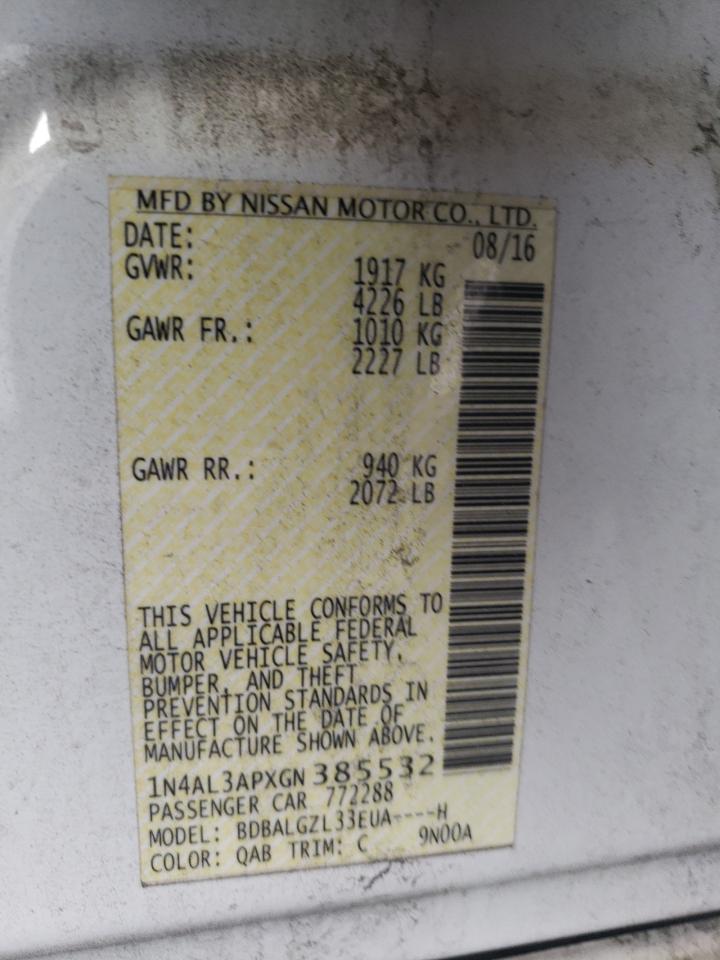 MFD BY NISSAN MOTOR CO., LTD.
DATE: 08/16
GVWR: 1917 KG
4226 LB
GAWR FR.: 1010 KG
2227 LB
GAWR RR.: 940 KG
2072 LB
THIS VEHICLE CONFORMS TO
ALL APPLICABLE FEDERAL
MOTOR VEHICLE SAFETY,
BUMPER, AND THEFT
PREVENTION STANDARDS IN
EFFECT ON THE DATE OF
MANUFACTURE SHOWN ABOVE.
1N4AL3APXGN 385532
PASSENGER CAR 772288
MODEL: BDBALGZL33EUA----H
COLOR: QAB TRIM: C 9N00A